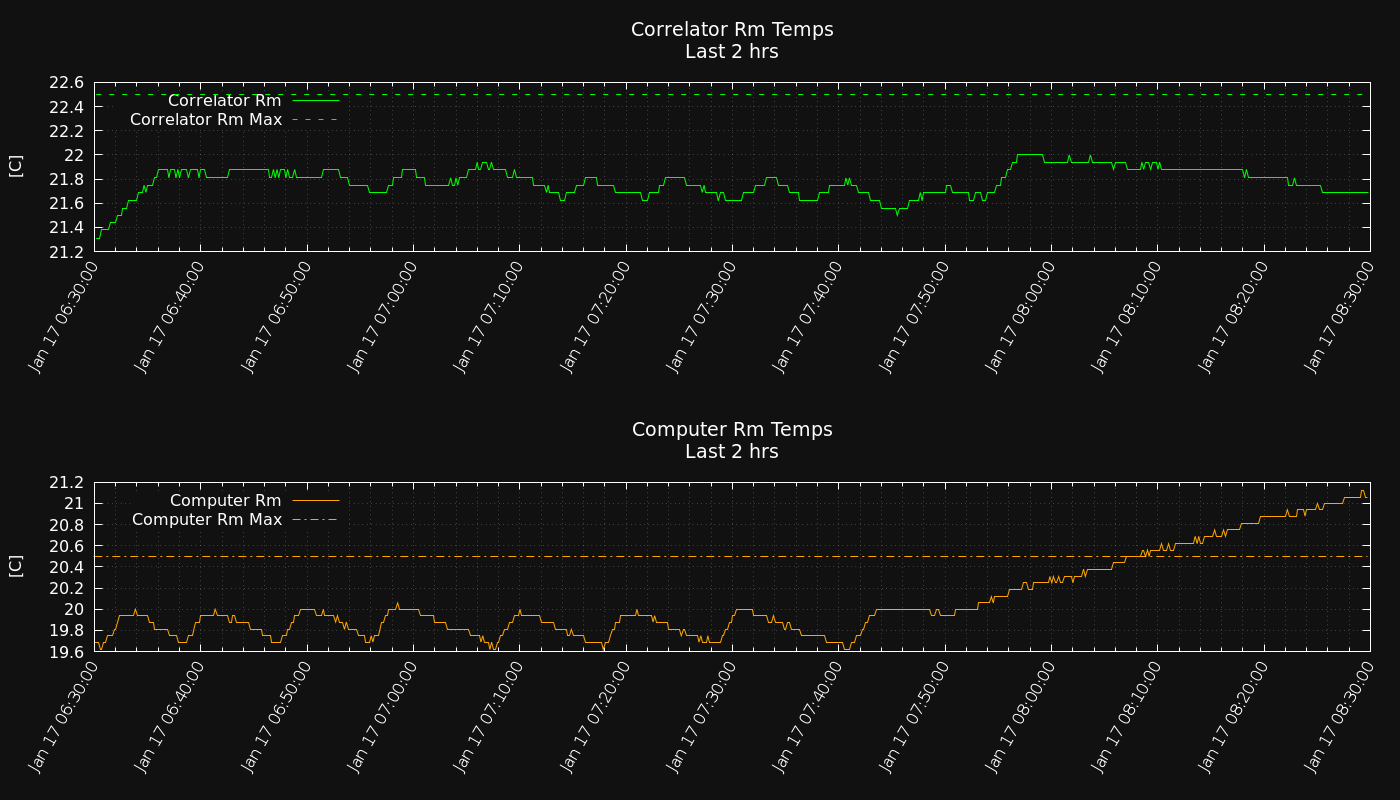 Correlator Rm Temps
Last 2 hrs
22.6
22.4
22.2
22
21.8
21.6
21.4
21.2
[C]
Correlator Rm
Correlator Rm Max
Jan 17 06:30:00
Jan 17 06:40:00
Jan 17 06:50:00
Jan 17 07:00:00
Jan 17 07:10:00
Jan 17 07:20:00
Jan 17 07:30:00
Jan 17 07:40:00
Jan 17 07:50:00
Jan 17 08:00:00
Jan 17 08:10:00
Jan 17 08:20:00
Jan 17 08:30:00
Computer Rm Temps
Last 2 hrs
21.2
21
20.8
20.6
20.4
20.2
20
19.8
19.6
[C]
Computer Rm
Computer Rm Max
Jan 17 06:30:00
Jan 17 06:40:00
Jan 17 06:50:00
Jan 17 07:00:00
Jan 17 07:10:00
Jan 17 07:20:00
Jan 17 07:30:00
Jan 17 07:40:00
Jan 17 07:50:00
Jan 17 08:00:00
Jan 17 08:10:00
Jan 17 08:20:00
Jan 17 08:30:00